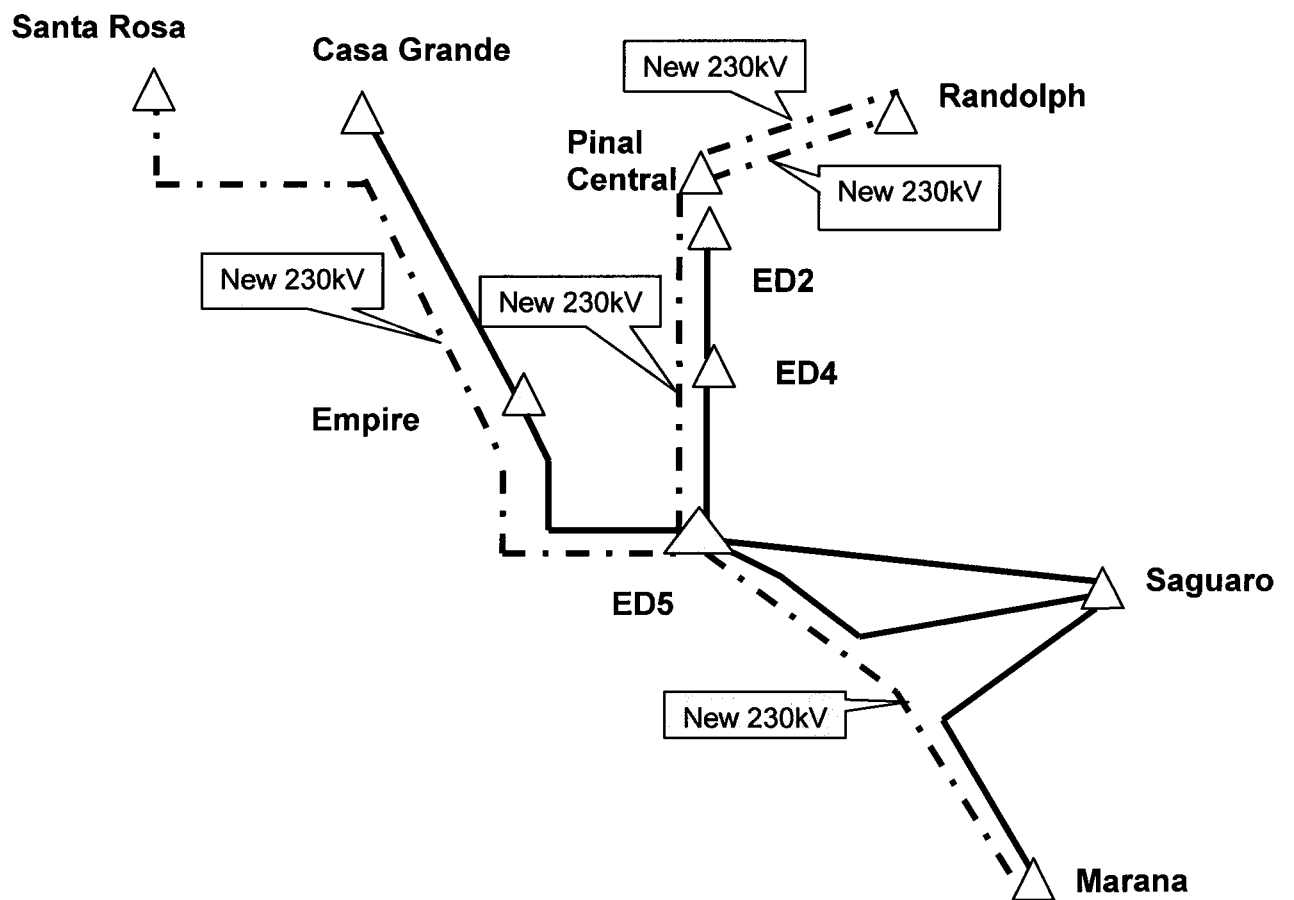 Santa Rosa
Casa Grande
New 230kV
Randolph
Pinal
Central
New 230kV
New 230kV
New 230kV
ED2
ED4
Empire
ED5
Saguaro
New 230kV
Marana